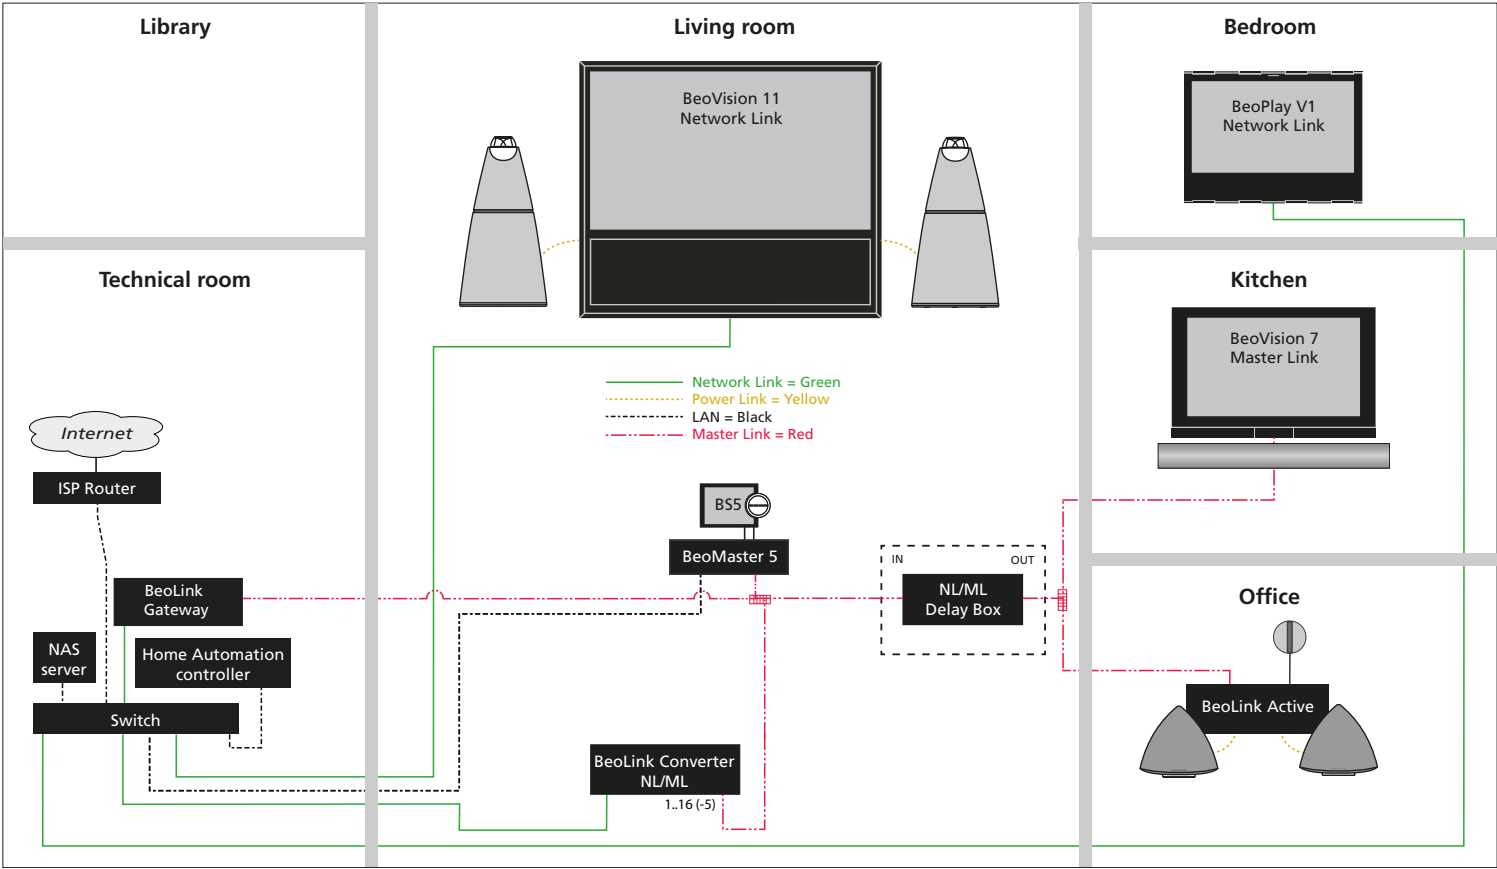 Library
Living room
Bedroom
BeoVision 11
Network Link
BeoPlay V1
Network Link
Technical room
Kitchen
BeoVision 7
Master Link
Network Link = Green
Power Link = Yellow
LAN = Black
Master Link = Red
Internet
ISP Router
BS5
BeoMaster 5
IN
OUT
NL/ML
Delay Box
BeoLink
Gateway
Office
NAS
server
Home Automation
controller
BeoLink Active
Switch
BeoLink Converter
NL/ML
1..16 (-5)